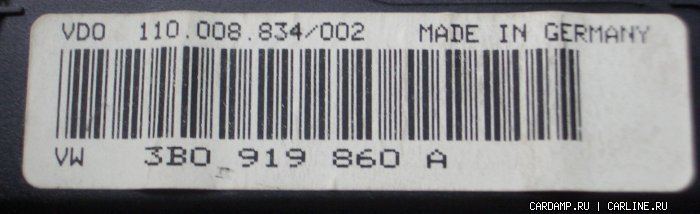 VDO 110.008.834/002 MADE IN GERMANY
VW 3B0 919 860 A
CARDAMP.RU | CARLINE.RU